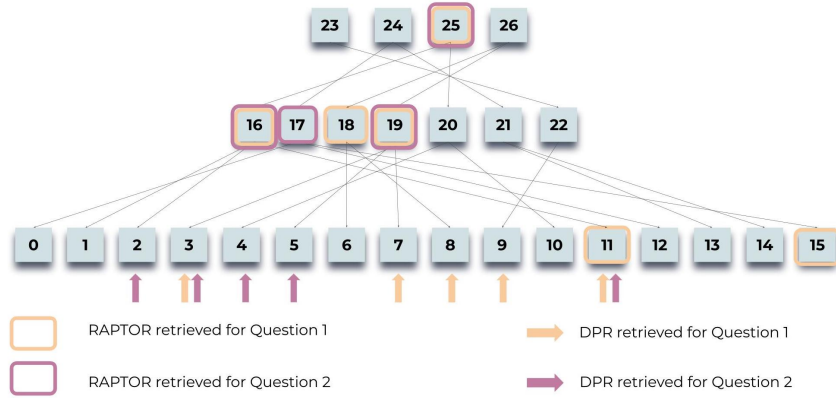 23 24 25 26
16 17 18 19 20 21 22
0 1 2 3 4 5 6 7 8 9 10 11 12 13 14 15
RAPTOR retrieved for Question 1
DPR retrieved for Question 1
RAPTOR retrieved for Question 2
DPR retrieved for Question 2